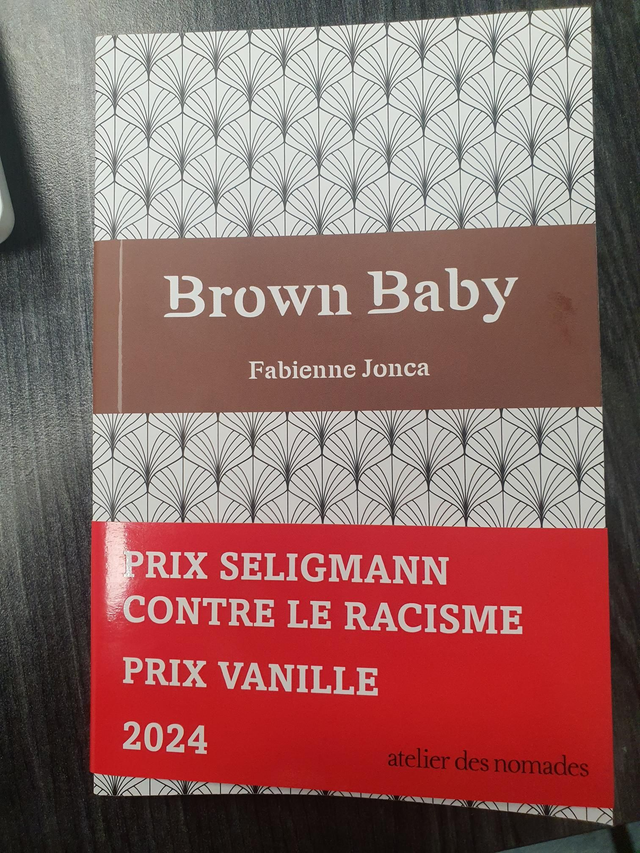 Brown Baby
Fabienne Jonca
PRIX SELIGMANN
CONTRE LE RACISME
PRIX VANILLE
2024
atelier des nomades